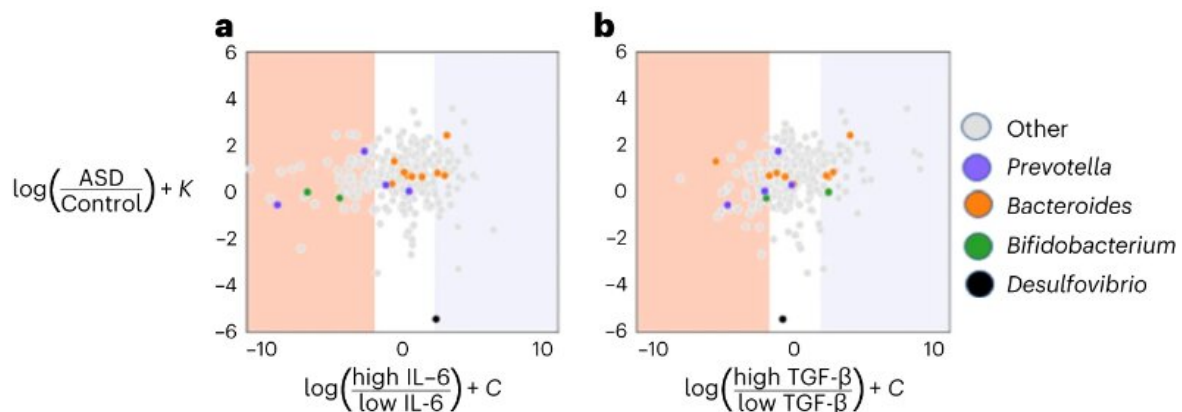 a
b
6
4
2
0
−2
−4
−6
−10
0
10
6
4
2
0
−2
−4
−6
−10
0
10
log(ASD/Control) + K
log(high IL–6/low IL-6) + C
log(high TGF-β/low TGF-β) + C
Other
Prevotella
Bacteroides
Bifidobacterium
Desulfovibrio